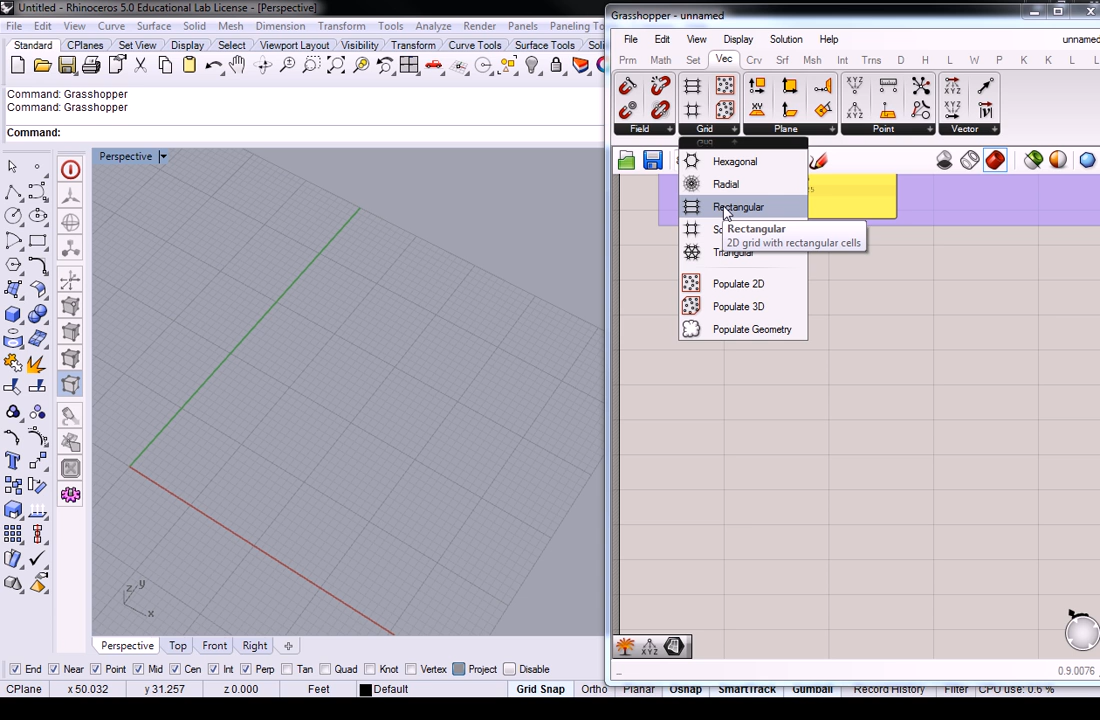 Untitled - Rhinoceros 5.0 Educational Lab License - [Perspective]
File Edit View Curve Surface Solid Mesh Dimension Transform Tools Analyze Render Panels Paneling To
Standard CPlanes Set View Display Select Viewport Layout Visibility Transform Curve Tools Surface Tools Soli
Command: Grasshopper
Command: Grasshopper
Command:
Perspective
z
y
x
Perspective Top Front Right
End Near Point Mid Cen Int Perp Tan Quad Knot Vertex Project Disable
CPlane x 50.032 y 31.257 z 0.000 Feet Default Grid Snap Ortho Planar Osnap SmartTrack Gumball Record History Filter CPU use: 0.6 %
Grasshopper - unnamed
File Edit View Display Solution Help unnamed
Prm Math Set Vec Crv Srf Msh Int Trns D H L W P K K L
Field Grid Plane Point Vector
Grid
Hexagonal
Radial
Rectangular
Rectangular
2D grid with rectangular cells
Triangular
Populate 2D
Populate 3D
Populate Geometry
0.9.0076